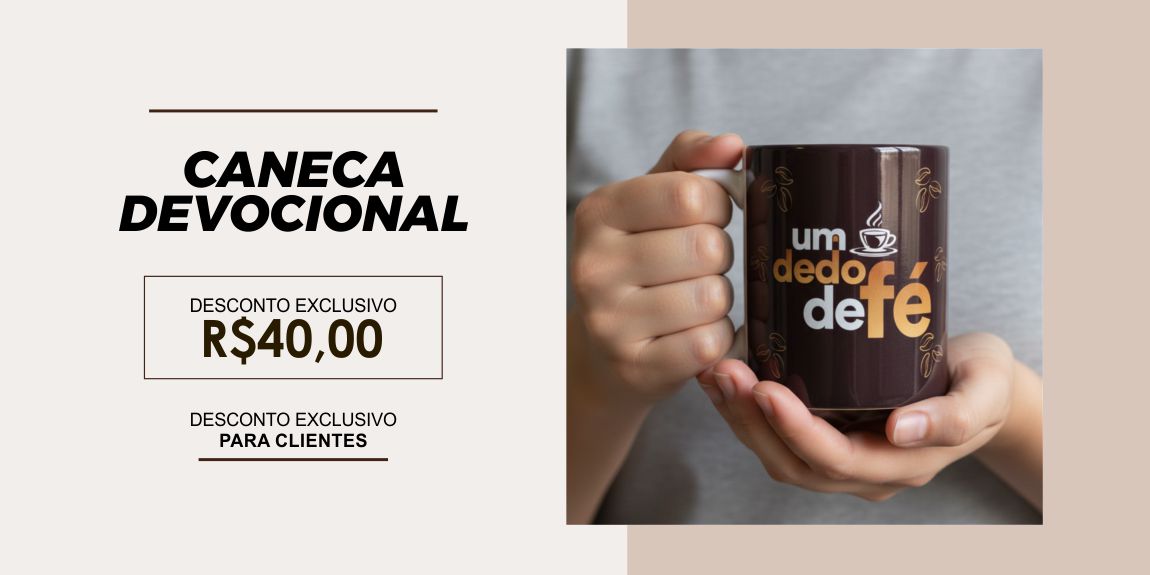 CANECA
DEVOCIONAL
DESCONTO EXCLUSIVO
R$40,00
DESCONTO EXCLUSIVO
PARA CLIENTES
um
dedo
de fé